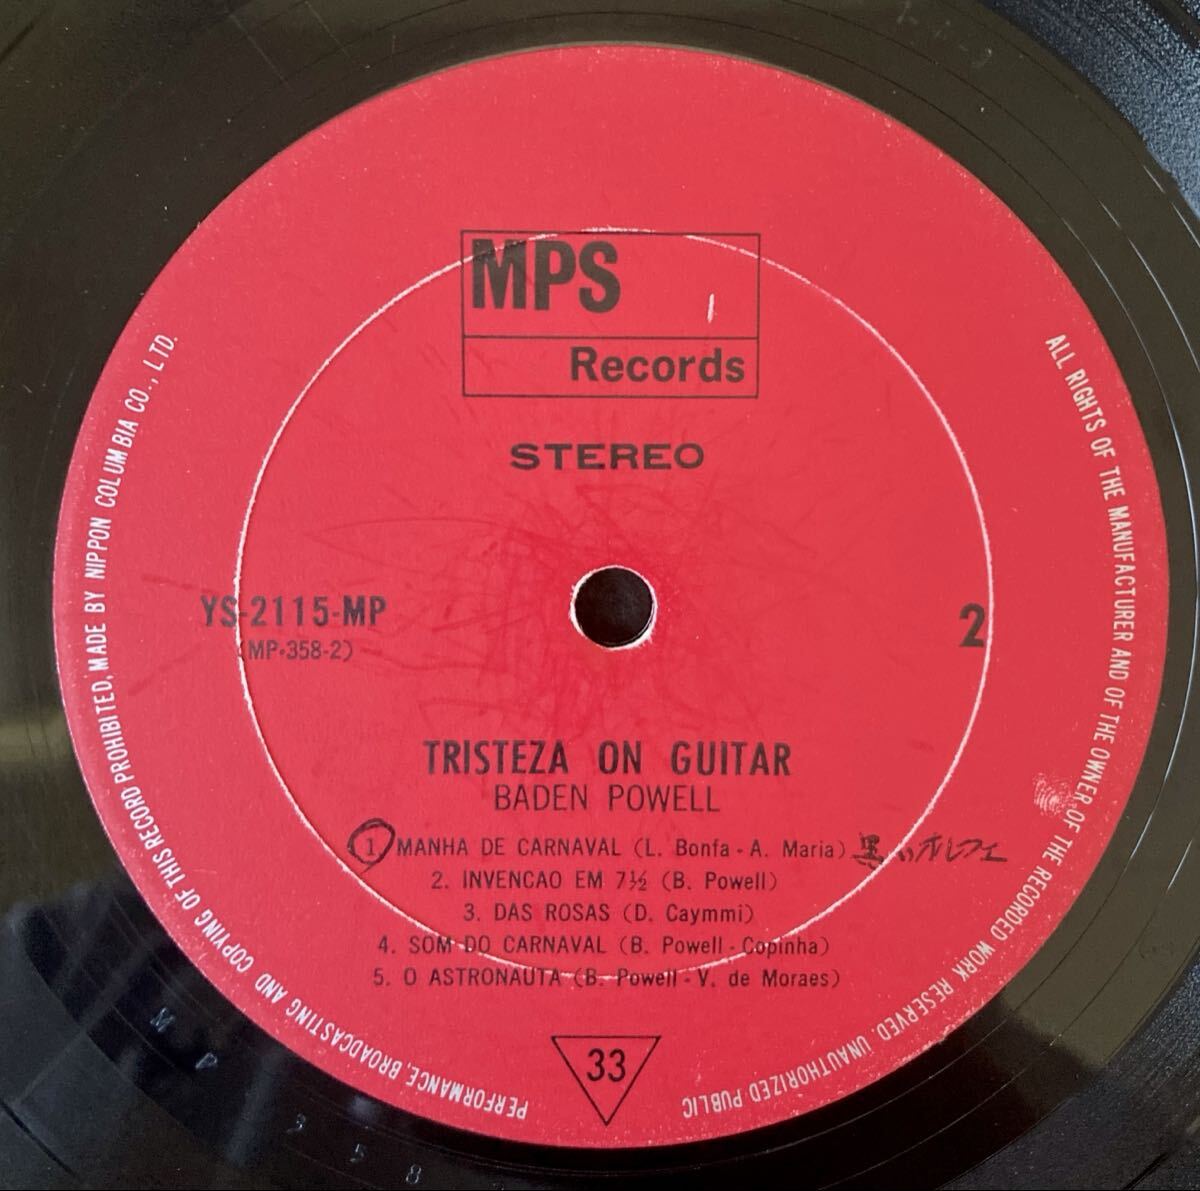 MPS
Records
STEREO
YS-2115-MP
(MP·358-2)
2
TRISTEZA ON GUITAR
BADEN POWELL
1 MANHA DE CARNAVAL (L. Bonfa - A. Maria) 黒いオルフェ
2. INVENCAO EM 7½ (B. Powell)
3. DAS ROSAS (D. Caymmi)
4. SOM DO CARNAVAL (B. Powell - Copinha)
5. O ASTRONAUTA (B. Powell - V. de Moraes)
33
ALL RIGHTS OF THE MANUFACTURER AND OF THE OWNER OF THE RECORDED WORK RESERVED. UNAUTHORIZED PUBLIC PERFORMANCE, BROADCASTING AND COPYING OF THIS RECORD PROHIBITED, MADE BY NIPPON COLUMBIA CO., LTD.
M P 3 5 8